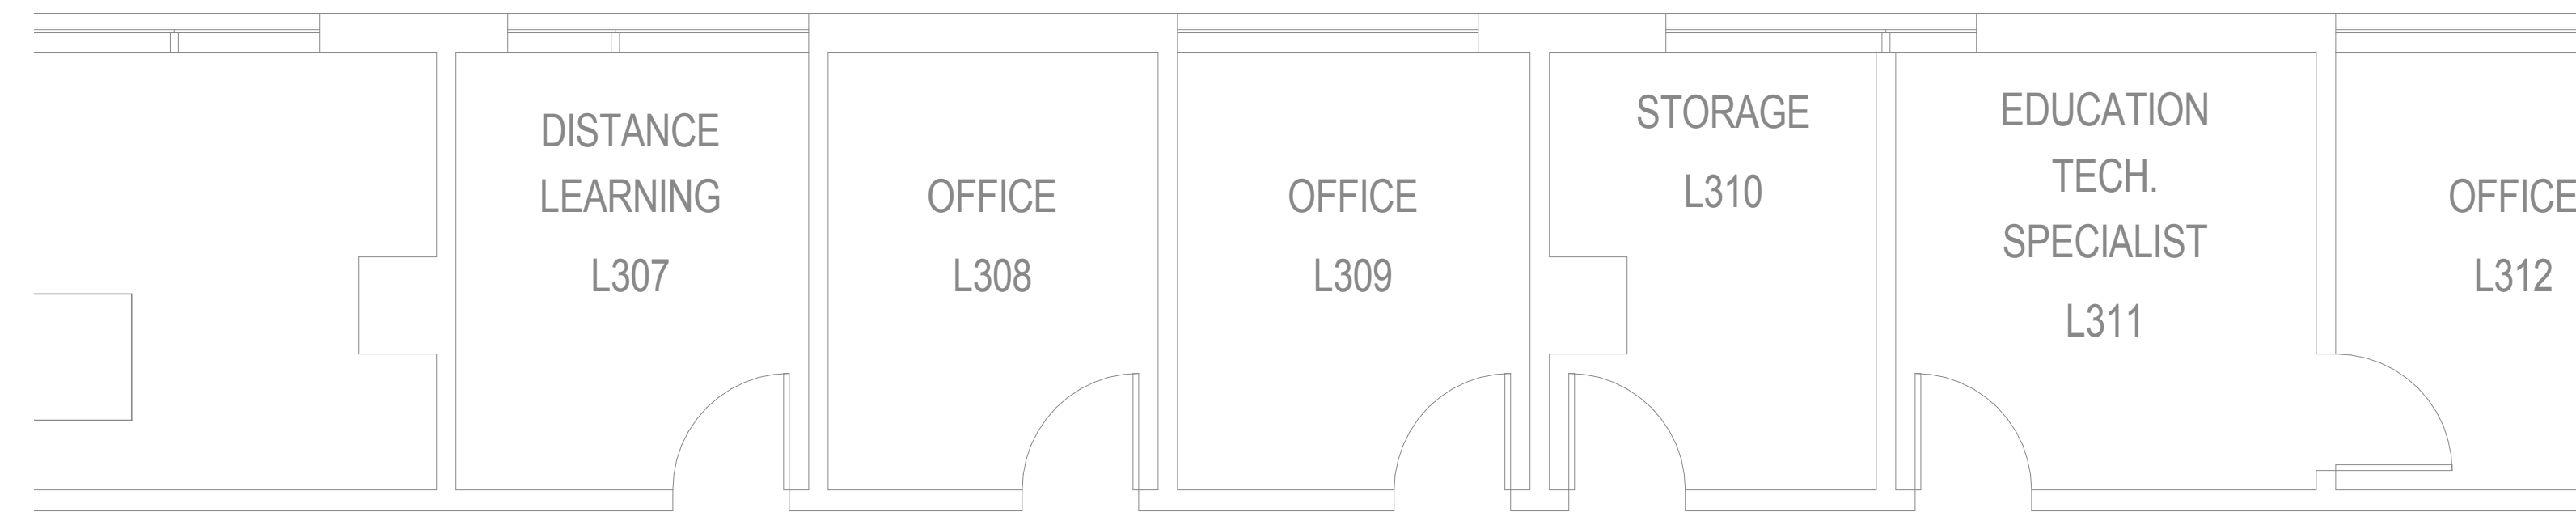 DISTANCE
LEARNING
L307
OFFICE
L308
OFFICE
L309
STORAGE
L310
EDUCATION
TECH.
SPECIALIST
L311
OFFICE
L312